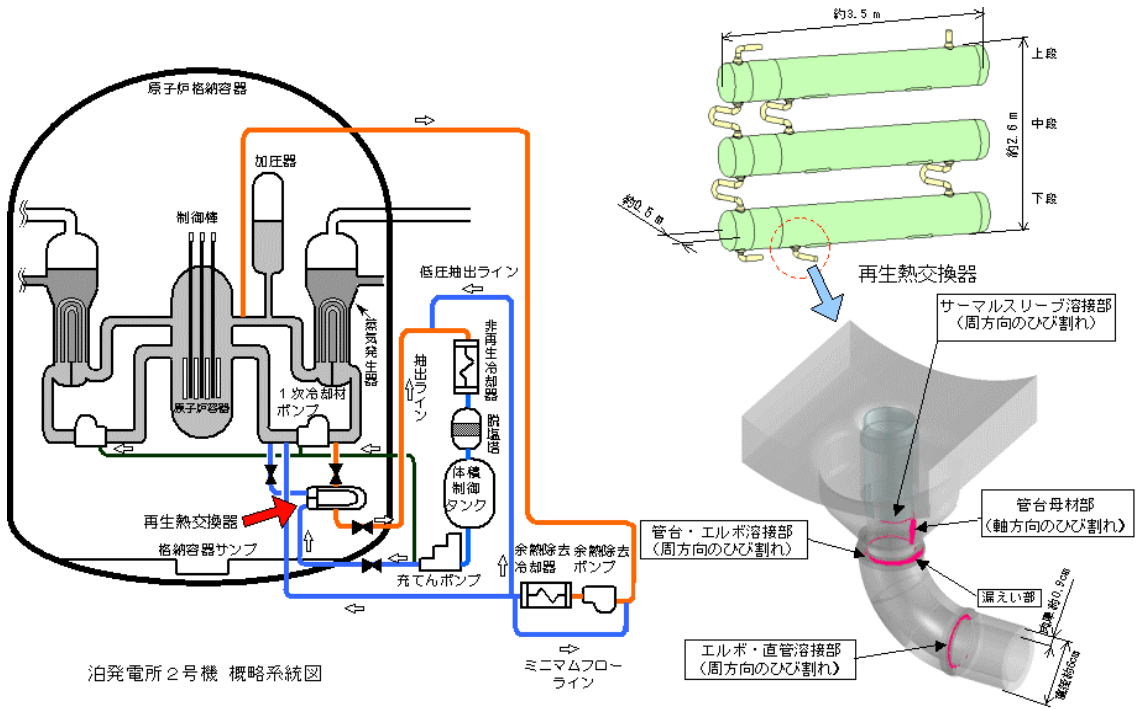 原子炉格納容器
加圧器
制御棒
蒸気発生器
原子炉容器
1次冷却材
ポンプ
再生熱交換器
格納容器サンプ
低圧抽出ライン
抽出ライン
非再生冷却器
脱塩塔
体積
制御
タンク
充てんポンプ
余熱除去
冷却器
余熱除去
ポンプ
ミニマムフロー
ライン
泊発電所2号機 概略系統図
約3.5 m
上段
中段
下段
約2.6 m
約0.5 m
再生熱交換器
サーマルスリーブ溶接部
(周方向のひび割れ)
管台母材部
(軸方向のひび割れ)
管台・エルボ溶接部
(周方向のひび割れ)
漏えい部
エルボ・直管溶接部
(周方向のひび割れ)
肉厚約0.9cm
直径約6cm